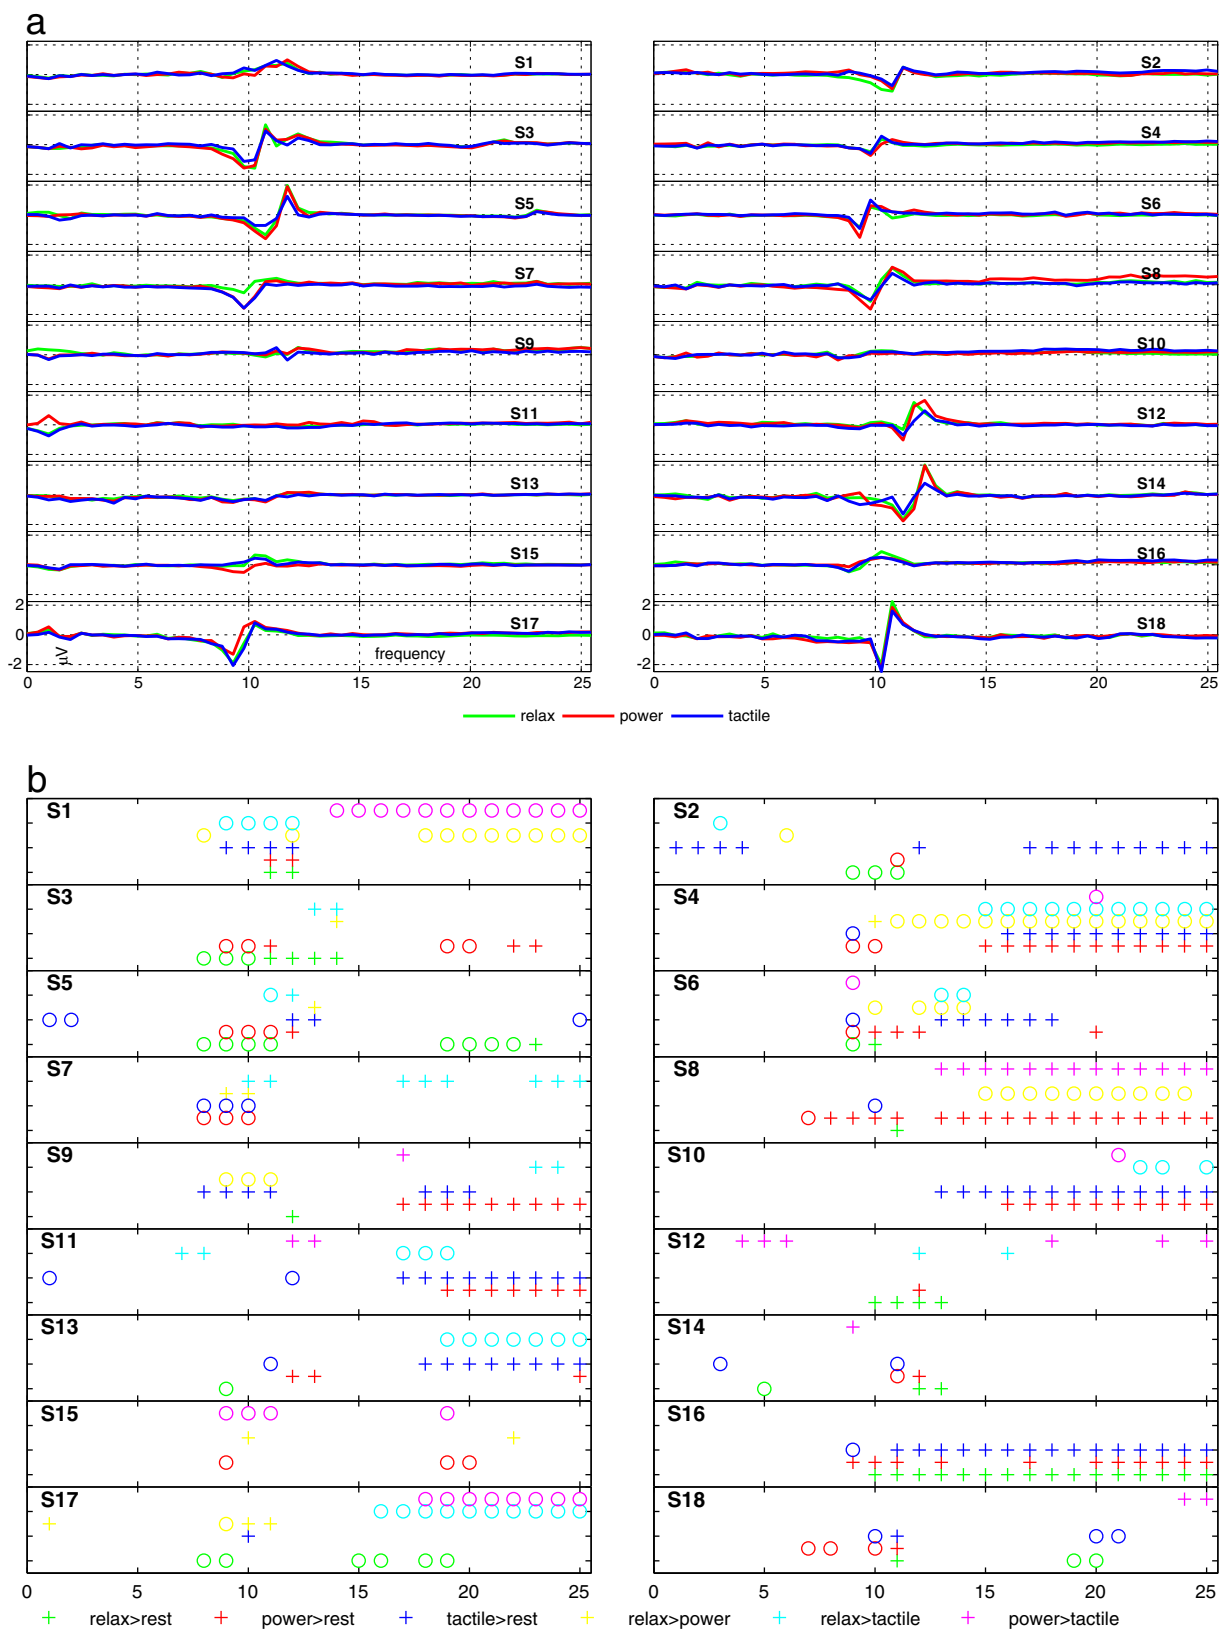 a
S1 S2
S3 S4
S5 S6
S7 S8
S9 S10
S11 S12
S13 S14
S15 S16
2
0
-2
µV
S17 frequency S18
2
0
-2
0 5 10 15 20 25 0 5 10 15 20 25
relax power tactile
b
S1 S2
S3 S4
S5 S6
S7 S8
S9 S10
S11 S12
S13 S14
S15 S16
S17 S18
0 5 10 15 20 25 5 10 15 20 25
relax>rest power>rest tactile>rest relax>power relax>tactile power>tactile